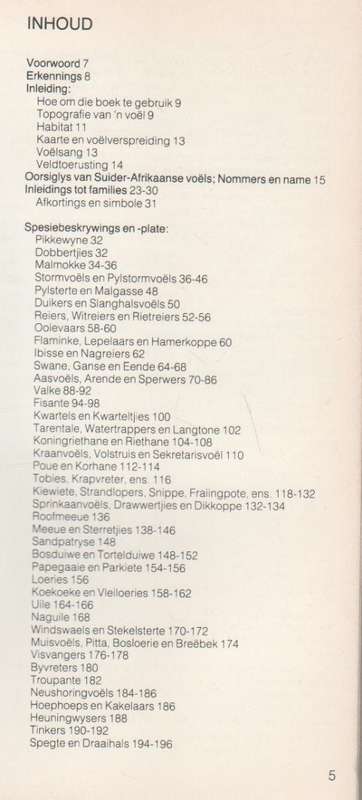 INHOUD
Voorwoord 7
Erkennings 8
Inleiding:
Hoe om die boek te gebruik 9
Topografie van 'n voël 9
Habitat 11
Kaarte en voëlverspreiding 13
Voëlsang 13
Veldtoerusting 14
Oorsiglys van Suider-Afrikaanse voëls; Nommers en name 15
Inleidings tot families 23-30
Afkortings en simbole 31
Spesiebeskrywings en -plate:
Pikkewyne 32
Dobbertjies 32
Malmokke 34-36
Stormvoëls en Pylstormvoëls 36-46
Pylsterte en Malgasse 48
Duikers en Slanghalsvoëls 50
Reiers, Witreiers en Rietreiers 52-56
Ooievaars 58-60
Flaminke, Lepelaars en Hamerkoppe 60
Ibisse en Nagreiers 62
Swane, Ganse en Eende 64-68
Aasvoëls, Arende en Sperwers 70-86
Valke 88-92
Fisante 94-98
Kwartels en Kwarteltjies 100
Tarentale, Watertrappers en Langtone 102
Koningriethane en Riethane 104-108
Kraanvoëls, Volstruis en Sekretarisvoël 110
Poue en Korhane 112-114
Tobies, Krapvreter, ens. 116
Kiewiete, Strandlopers, Snippe, Fraiingpote, ens. 118-132
Sprinkaanvoëls, Drawwertjies en Dikkoppe 132-134
Roofmeeue 136
Meeue en Sterretjies 138-146
Sandpatryse 148
Bosduiwe en Tortelduiwe 148-152
Papegaaie en Parkiete 154-156
Loeries 156
Koekoeke en Vleiloeries 158-162
Uile 164-166
Naguile 168
Windswaels en Stekelsterte 170-172
Muisvoëls, Pitta, Bosloerie en Breëbek 174
Visvangers 176-178
Byvreters 180
Troupante 182
Neushoringvoëls 184-186
Hoephoeps en Kakelaars 186
Heuningwysers 188
Tinkers 190-192
Spegte en Draaihals 194-196
5